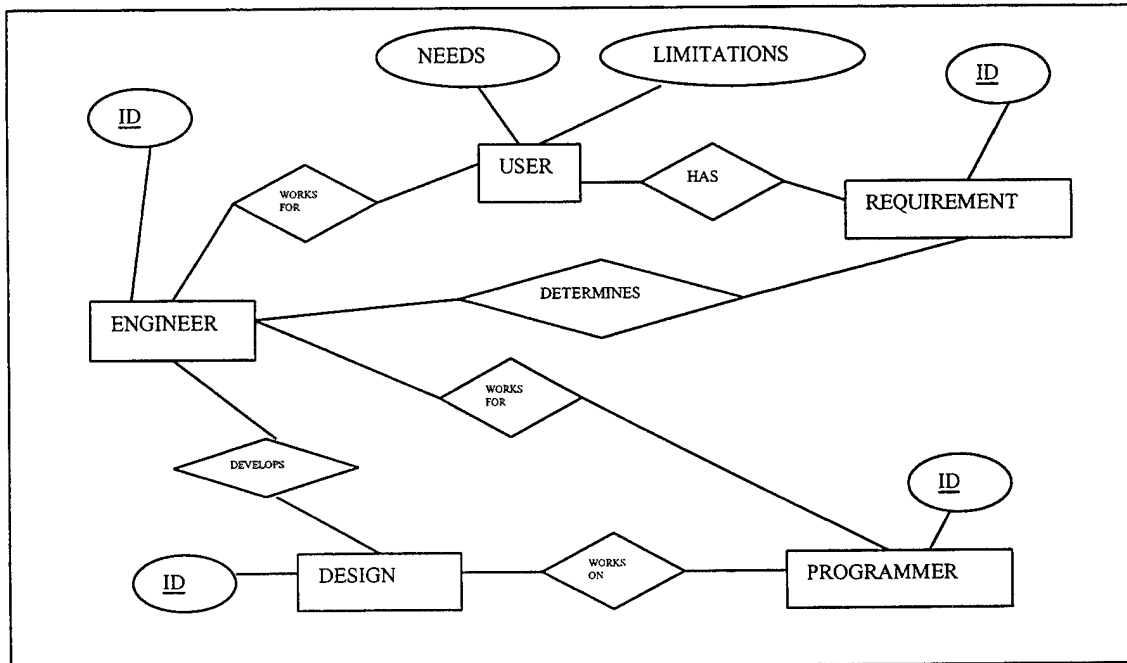 NEEDS
LIMITATIONS
ID
ID
USER
HAS
WORKS
FOR
REQUIREMENT
DETERMINES
ENGINEER
WORKS
FOR
DEVELOPS
ID
ID
DESIGN
WORKS
ON
PROGRAMMER